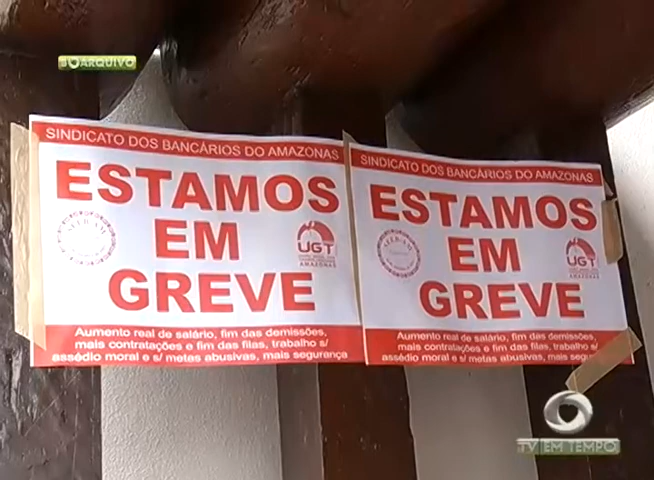 ARQUIVO
SINDICATO DOS BANCÁRIOS DO AMAZONAS
ESTAMOS
EM
GREVE
UGT
AMAZONAS
Aumento real de salário, fim das demissões,
mais contratações e fim das filas, trabalho s/
assédio moral e s/ metas abusivas, mais segurança
SINDICATO DOS BANCÁRIOS DO AMAZONAS
ESTAMOS
EM
GREVE
UGT
AMAZONAS
Aumento real de salário, fim das demissões,
mais contratações e fim das filas, trabalho s/
assédio moral e s/ metas abusivas, mais segu
TV EM TEMPO